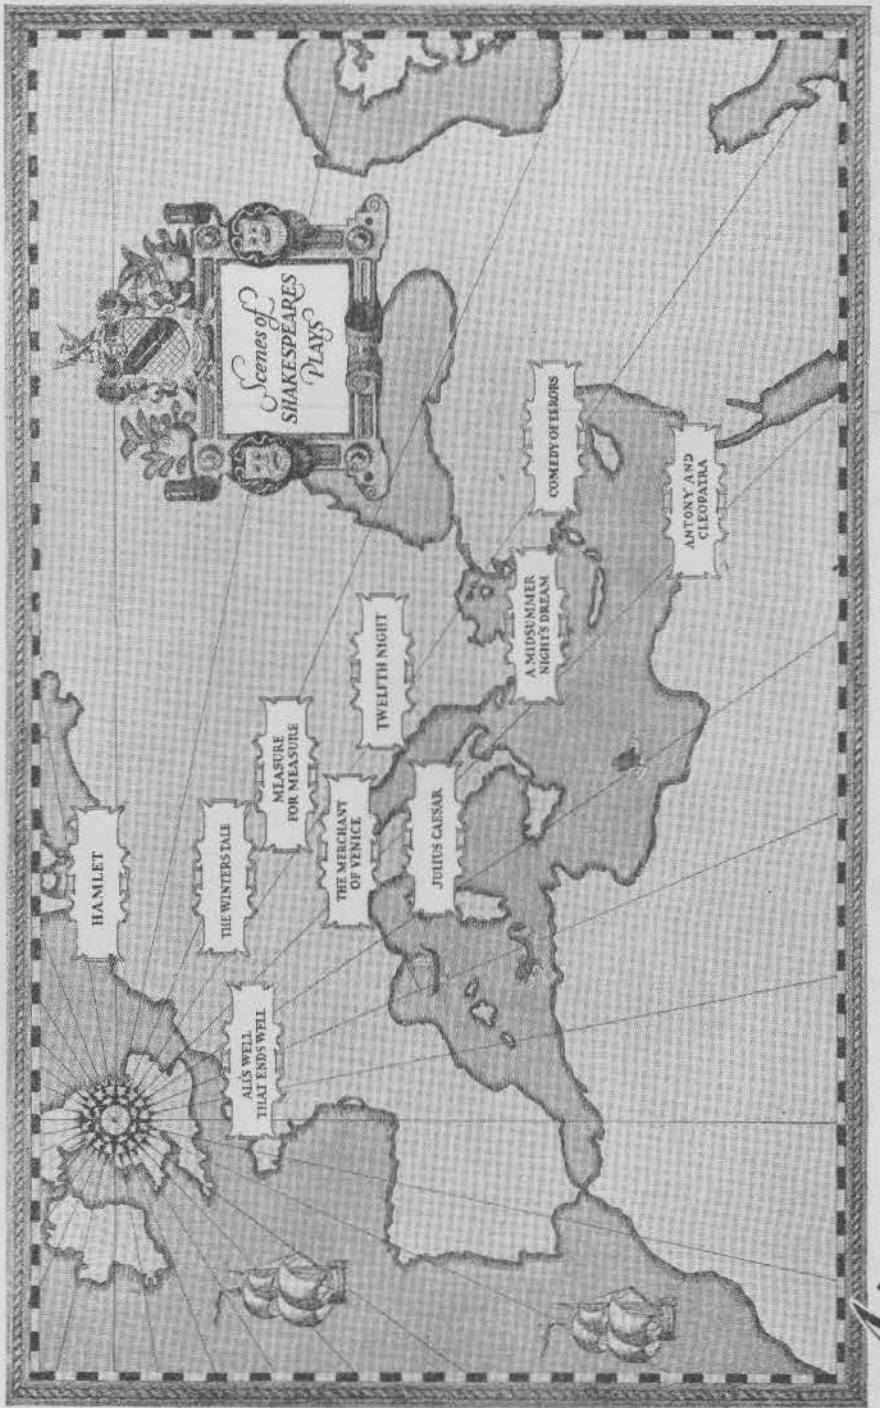 Scenes of
SHAKESPEARES
PLAYS
HAMLET
THE WINTERS TALE
MEASURE
FOR MEASURE
ALLS WELL
THAT ENDS WELL
THE MERCHANT
OF VENICE
TWELFTH NIGHT
JULIUS CAESAR
A MIDSUMMER
NIGHT'S DREAM
COMEDY OF ERRORS
ANTONY AND
CLEOPATRA